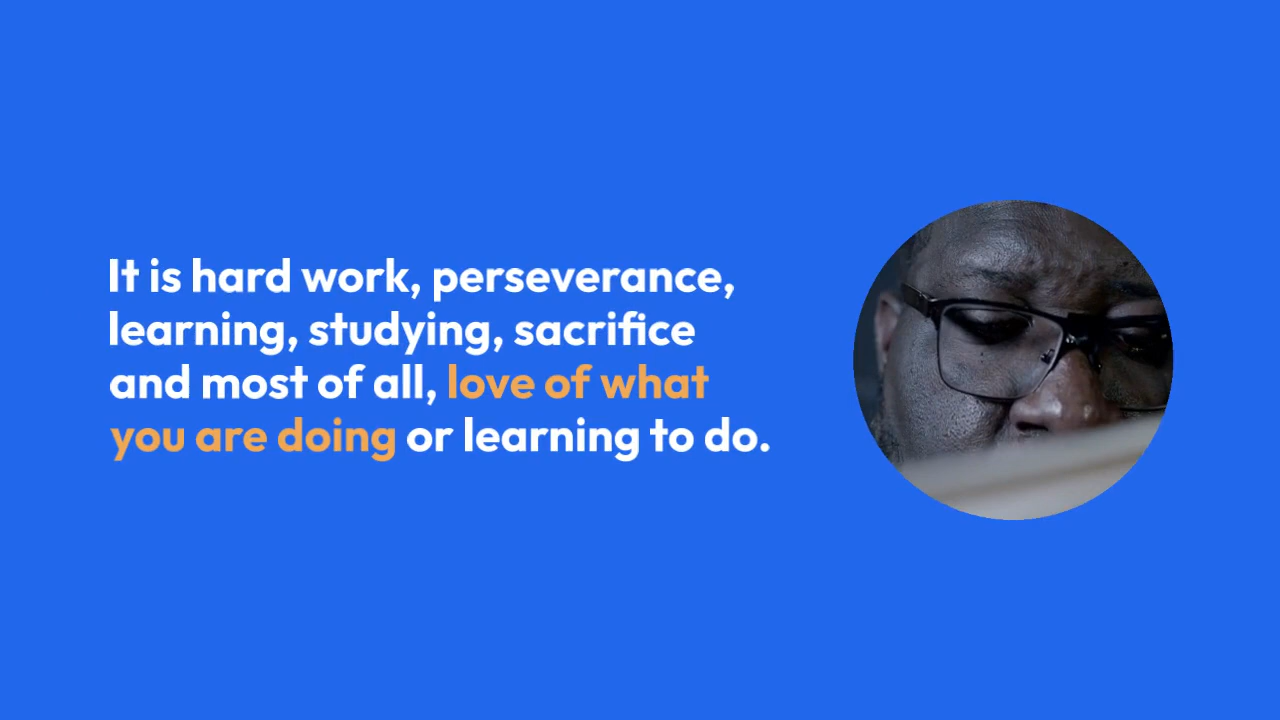 It is hard work, perseverance,
learning, studying, sacrifice
and most of all, love of what
you are doing or learning to do.